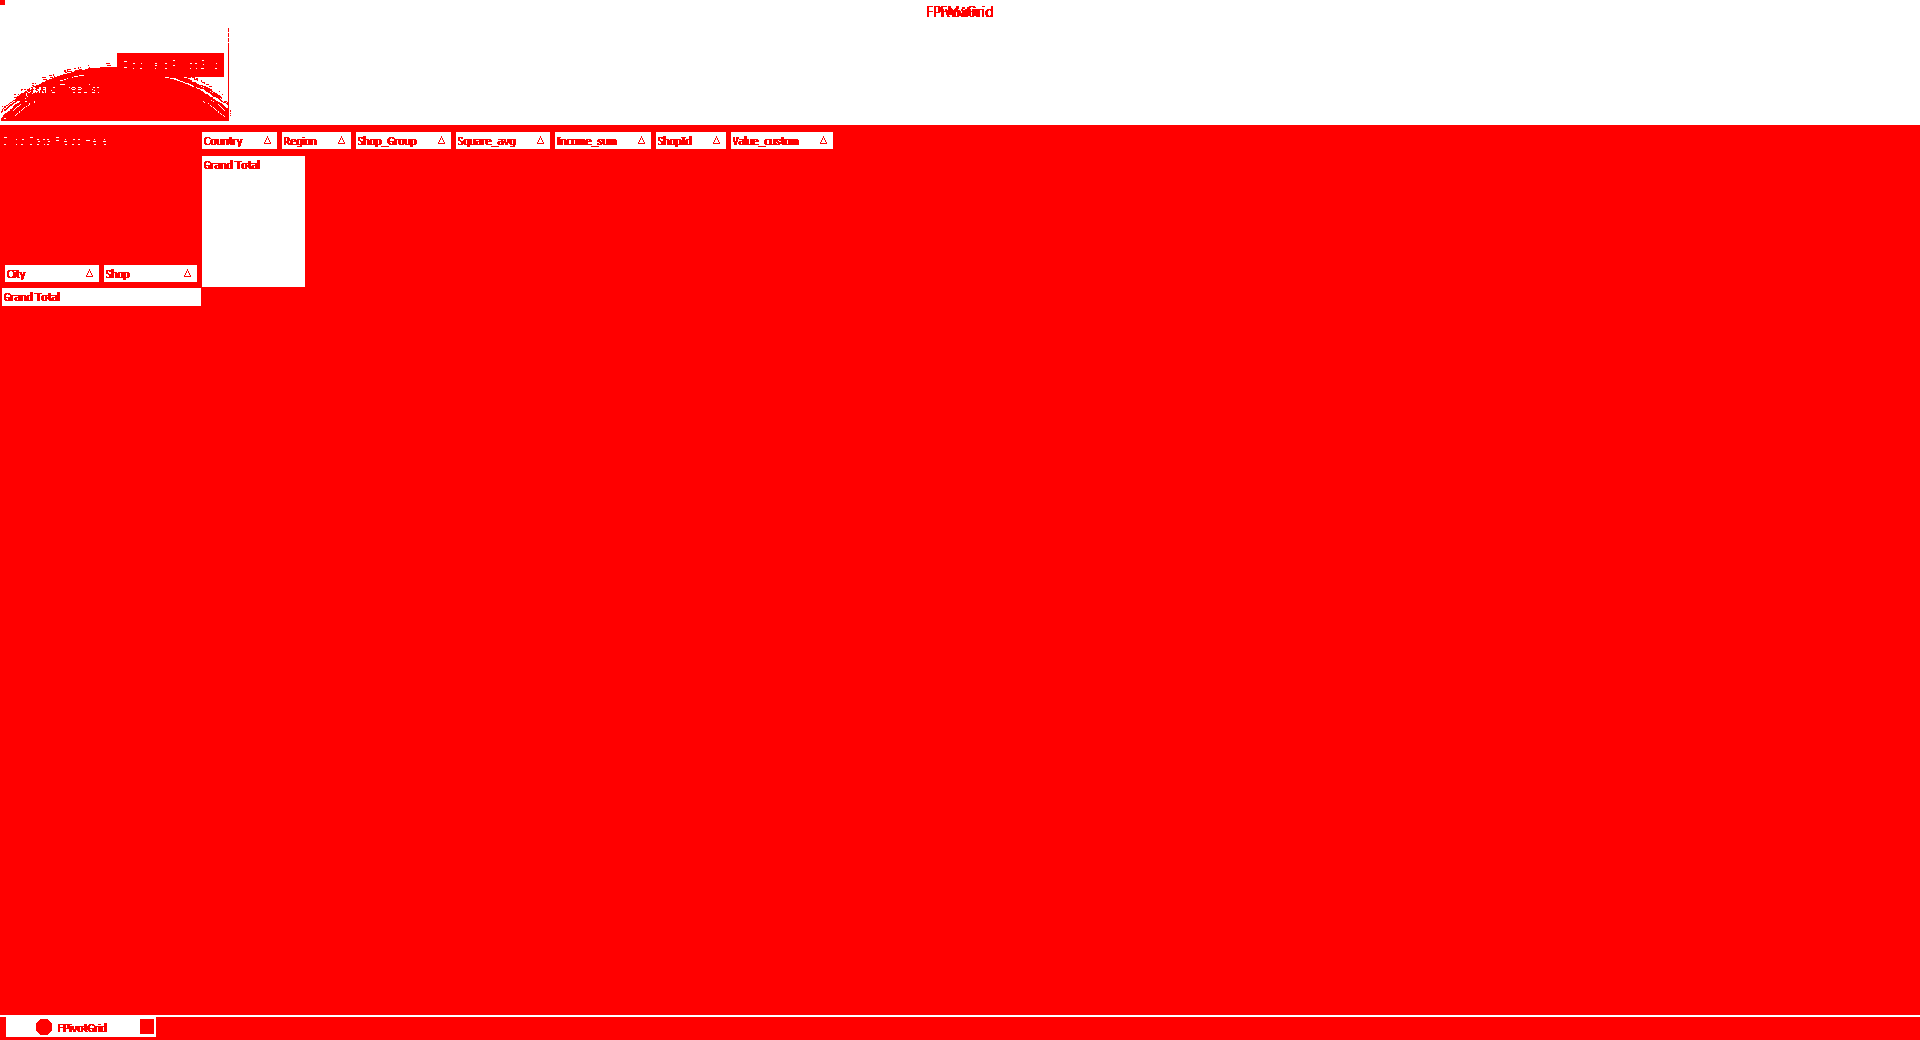 Country Region Shop_Group Square_avg Income_sum ShopId Value_custom
Grand Total
City Shop
Grand Total
FPivotGrid